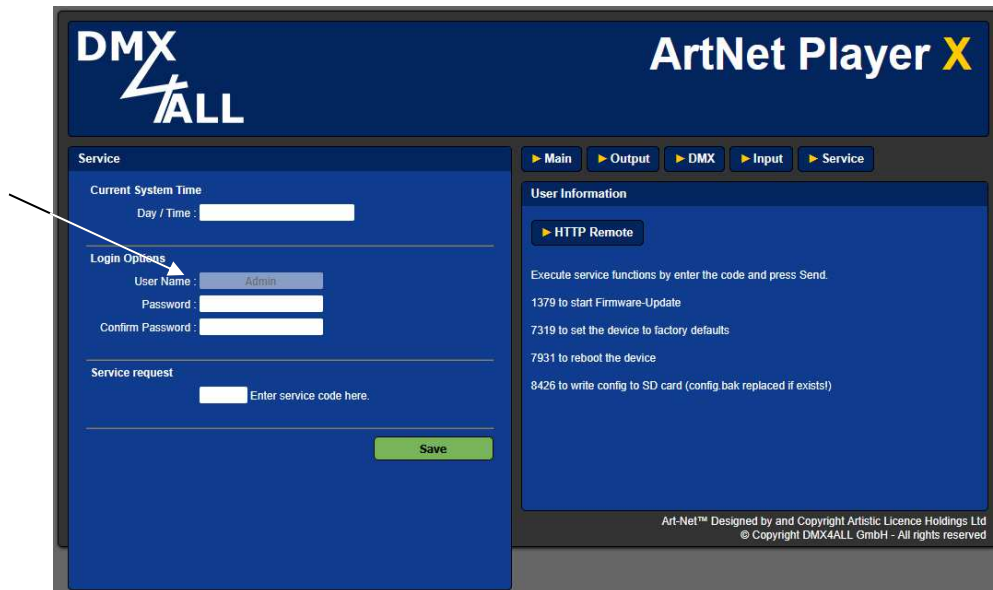 DMX
4ALL
ArtNet Player X
Service
Current System Time
Day / Time :
Login Options
User Name : Admin
Password :
Confirm Password :
Service request
Enter service code here.
Save
► Main ► Output ► DMX ► Input ► Service
User Information
► HTTP Remote
Execute service functions by enter the code and press Send.
1379 to start Firmware-Update
7319 to set the device to factory defaults
7931 to reboot the device
8426 to write config to SD card (config.bak replaced if exists!)
Art-Net™ Designed by and Copyright Artistic Licence Holdings Ltd
© Copyright DMX4ALL GmbH - All rights reserved